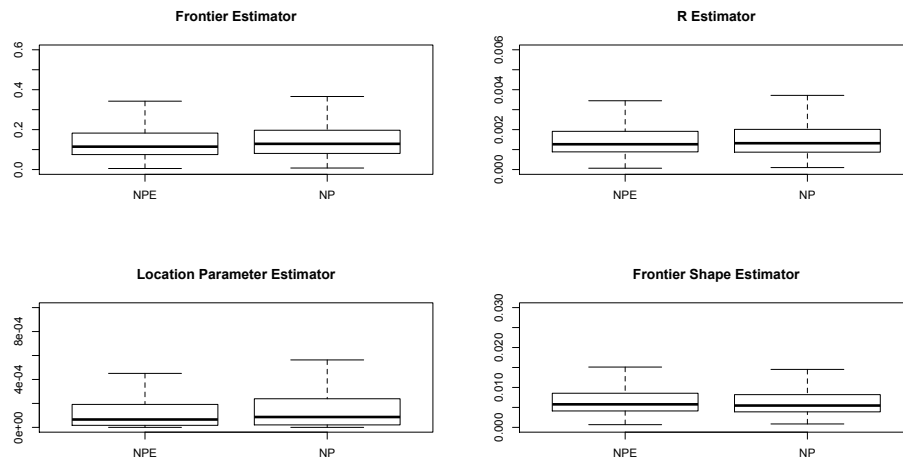 Frontier Estimator
0.6
0.4
0.2
0.0
NPE NP
R Estimator
0.006
0.004
0.002
0.000
NPE NP
Location Parameter Estimator
8e-04
4e-04
0e+00
NPE NP
Frontier Shape Estimator
0.030
0.020
0.010
0.000
NPE NP